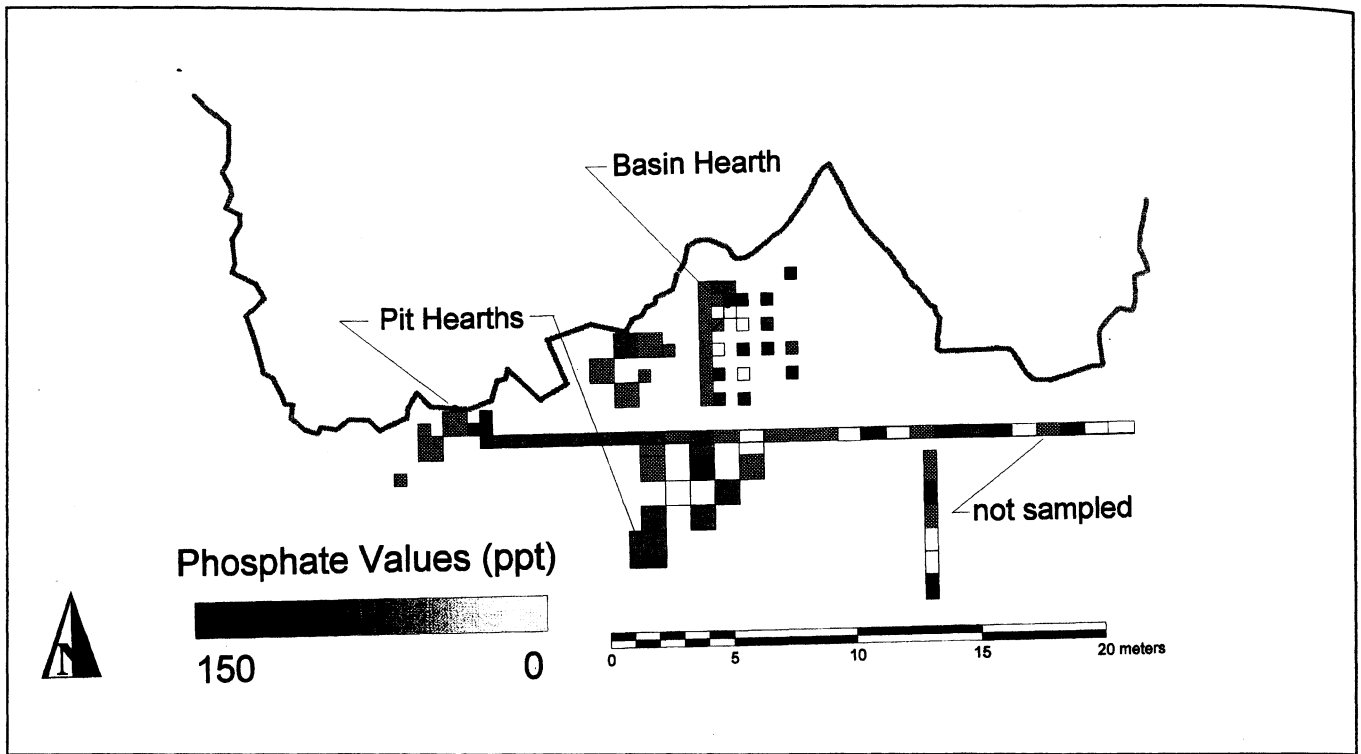 Basin Hearth
Pit Hearths
not sampled
Phosphate Values (ppt)
150 0
N
0 5 10 15 20 meters